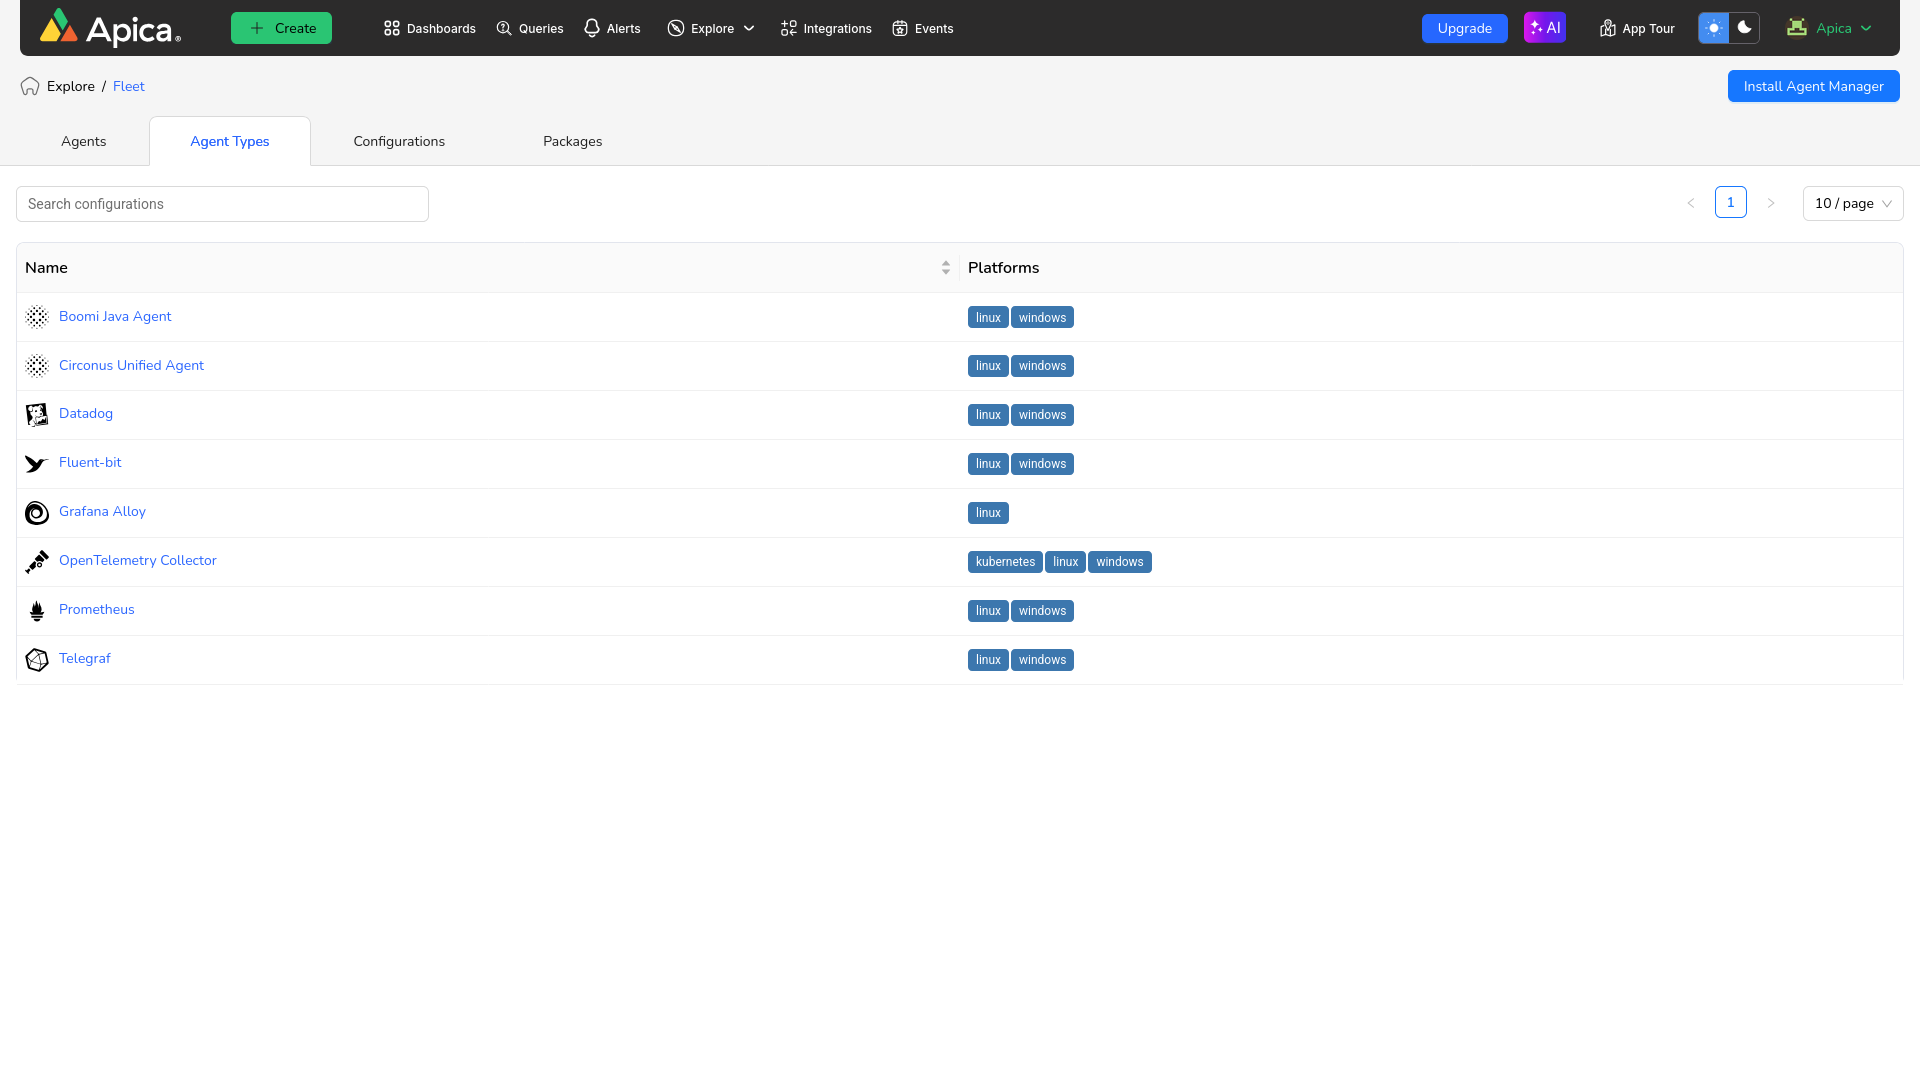 Apica. Create Dashboards Queries Alerts Explore Integrations Events Upgrade AI App Tour Apica
Explore / Fleet Install Agent Manager
Agents Agent Types Configurations Packages
Search configurations < 1 > 10 / page
Name Platforms
Boomi Java Agent linux windows
Circonus Unified Agent linux windows
Datadog linux windows
Fluent-bit linux windows
Grafana Alloy linux
OpenTelemetry Collector kubernetes linux windows
Prometheus linux windows
Telegraf linux windows